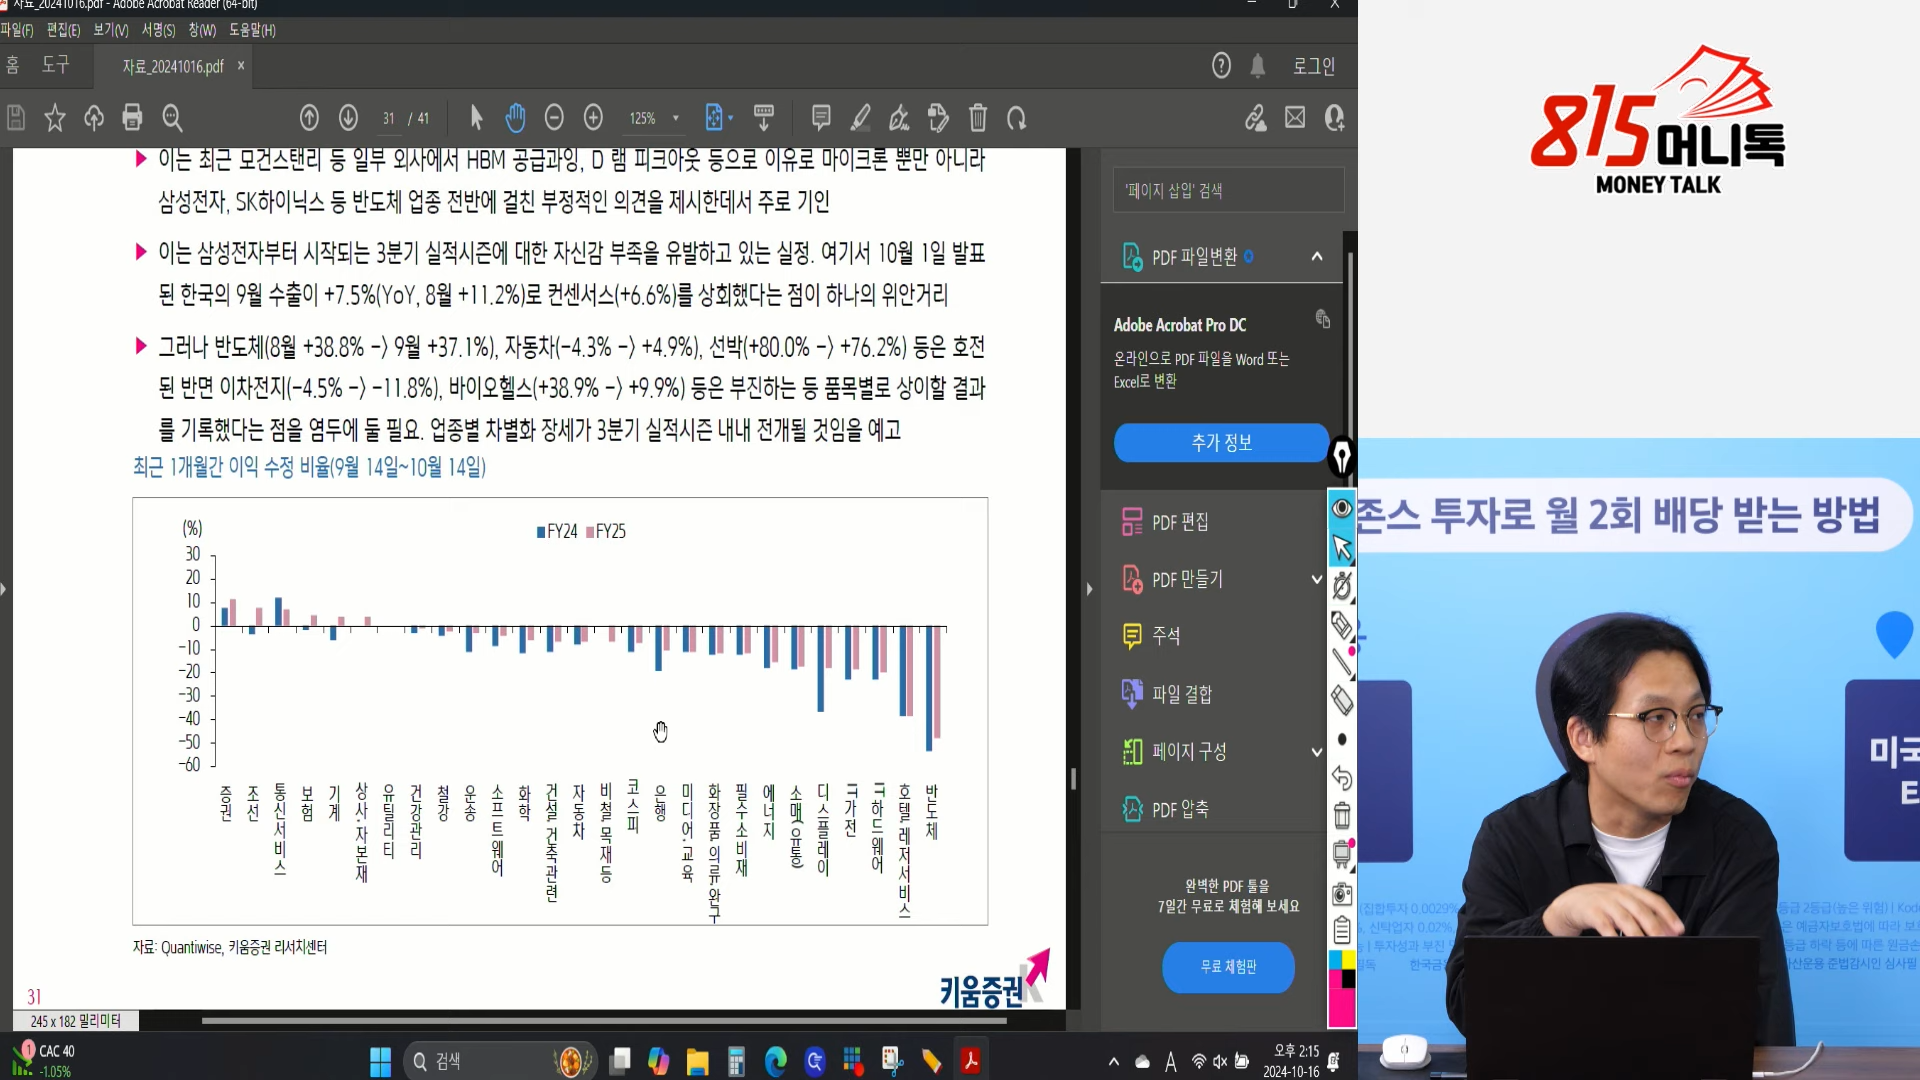 자료_20241016.pdf - Adobe Acrobat Reader (64-bit)
파일(F) 편집(E) 보기(V) 서명(S) 창(W) 도움말(H)
홈 도구 자료_20241016.pdf × 로그인
31 / 41 125%
이는 최근 모건스탠리 등 일부 외사에서 HBM 공급과잉, D 램 피크아웃 등으로 이유로 마이크론 뿐만 아니라
삼성전자, SK하이닉스 등 반도체 업종 전반에 걸친 부정적인 의견을 제시한데서 주로 기인
이는 삼성전자부터 시작되는 3분기 실적시즌에 대한 자신감 부족을 유발하고 있는 실정. 여기서 10월 1일 발표
된 한국의 9월 수출이 +7.5%(YoY, 8월 +11.2%)로 컨센서스(+6.6%)를 상회했다는 점이 하나의 위안거리
그러나 반도체(8월 +38.8% -> 9월 +37.1%), 자동차(-4.3% -> +4.9%), 선박(+80.0% -> +76.2%) 등은 호전
된 반면 이차전지(-4.5% -> -11.8%), 바이오헬스(+38.9% -> +9.9%) 등은 부진하는 등 품목별로 상이할 결과
를 기록했다는 점을 염두에 둘 필요. 업종별 차별화 장세가 3분기 실적시즌 내내 전개될 것임을 예고
최근 1개월간 이익 수정 비율(9월 14일~10월 14일)
(%)
FY24 FY25
30
20
10
0
-10
-20
-30
-40
-50
-60
증권
조선
통신서비스
보험
기계
상사,자본재
유틸리티
건강관리
철강
운송
소프트웨어
화학
건설,건축관련
자동차
비철,목재등
코스피
은행
미디어,교육
화장품,의류,완구
필수소비재
에너지
소매(유통)
디스플레이
IT가전
IT하드웨어
호텔,레저서비스
반도체
자료: Quantiwise, 키움증권 리서치센터
키움증권
31
245 x 182 밀리미터
'페이지 삽입' 검색
PDF 파일변환
Adobe Acrobat Pro DC
온라인으로 PDF 파일을 Word 또는
Excel로 변환
추가 정보
PDF 편집
PDF 만들기
주석
파일 결합
페이지 구성
PDF 압축
완벽한 PDF 툴을
7일간 무료로 체험해 보세요
무료 체험판
CAC 40
-1.05%
검색
오후 2:15
2024-10-16
815머니톡
MONEY TALK
존스 투자로 월 2회 배당 받는 방법
미국